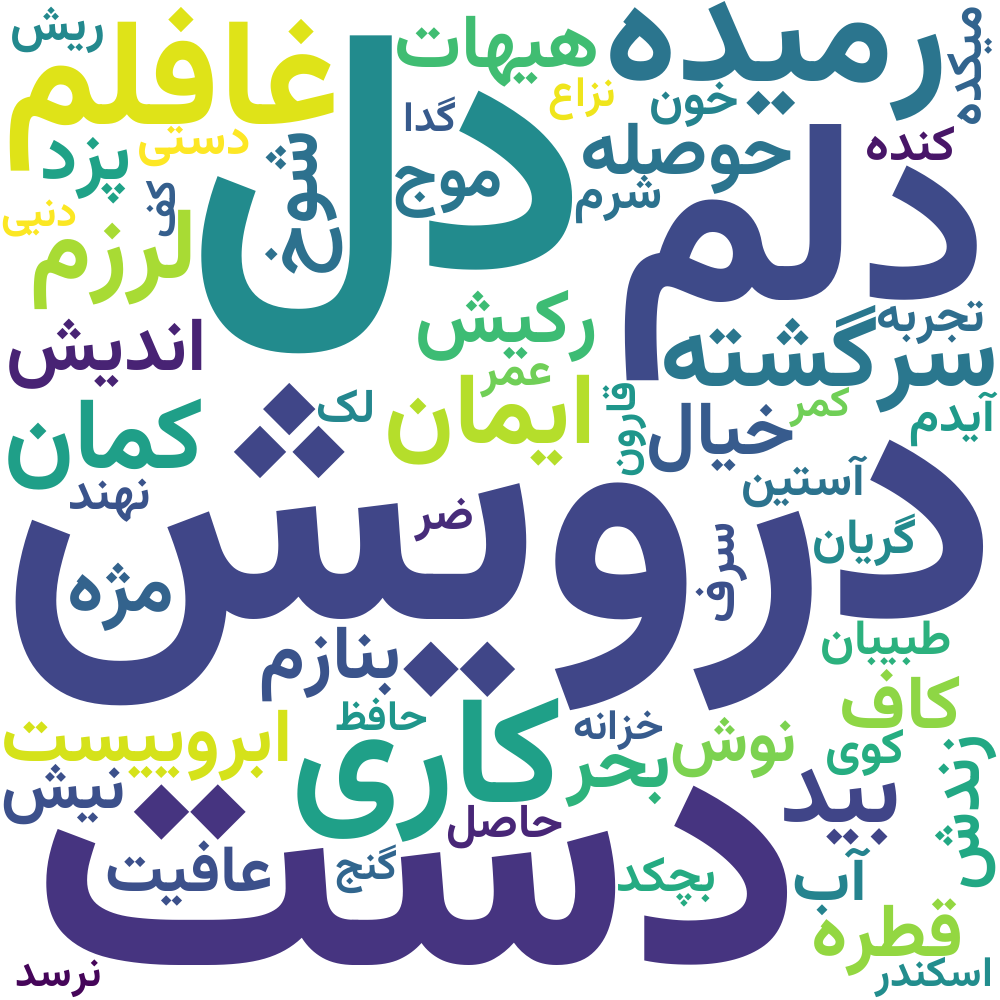 ریش
غافلم
هیهات
رمیده
میکده
نزاع
خون
گدا
دل
دستی
پزد
شوخ
موج
حوصله
شرم
کنده
دلم
کف
دنیی
لرزم
اندیش
رکیش
تجربه
سرگشته
عمر
ایمان
لک
قارون
کمر
خیال
آیدم
کمان
درویش
نهند
ضر
آستین
گریان
سرف
مژه
طبیبان
بنازم
کاف
حافظ
خزانه
ابروییست
کاری
بحر
نوش
کوی
رندش
نیش
بید
دست
حاصل
عافیت
گنج
بچکد
آب
قطره
نرسد
اسکندر